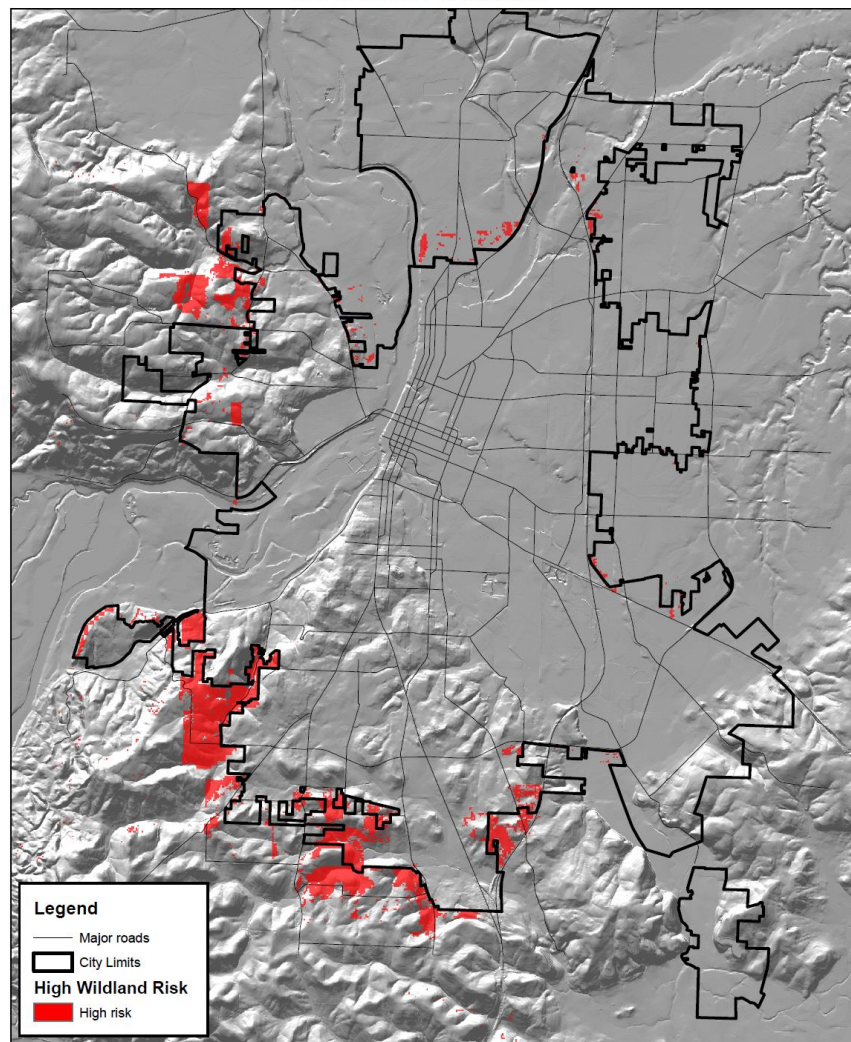 Legend
Major roads
City Limits
High Wildland Risk
High risk